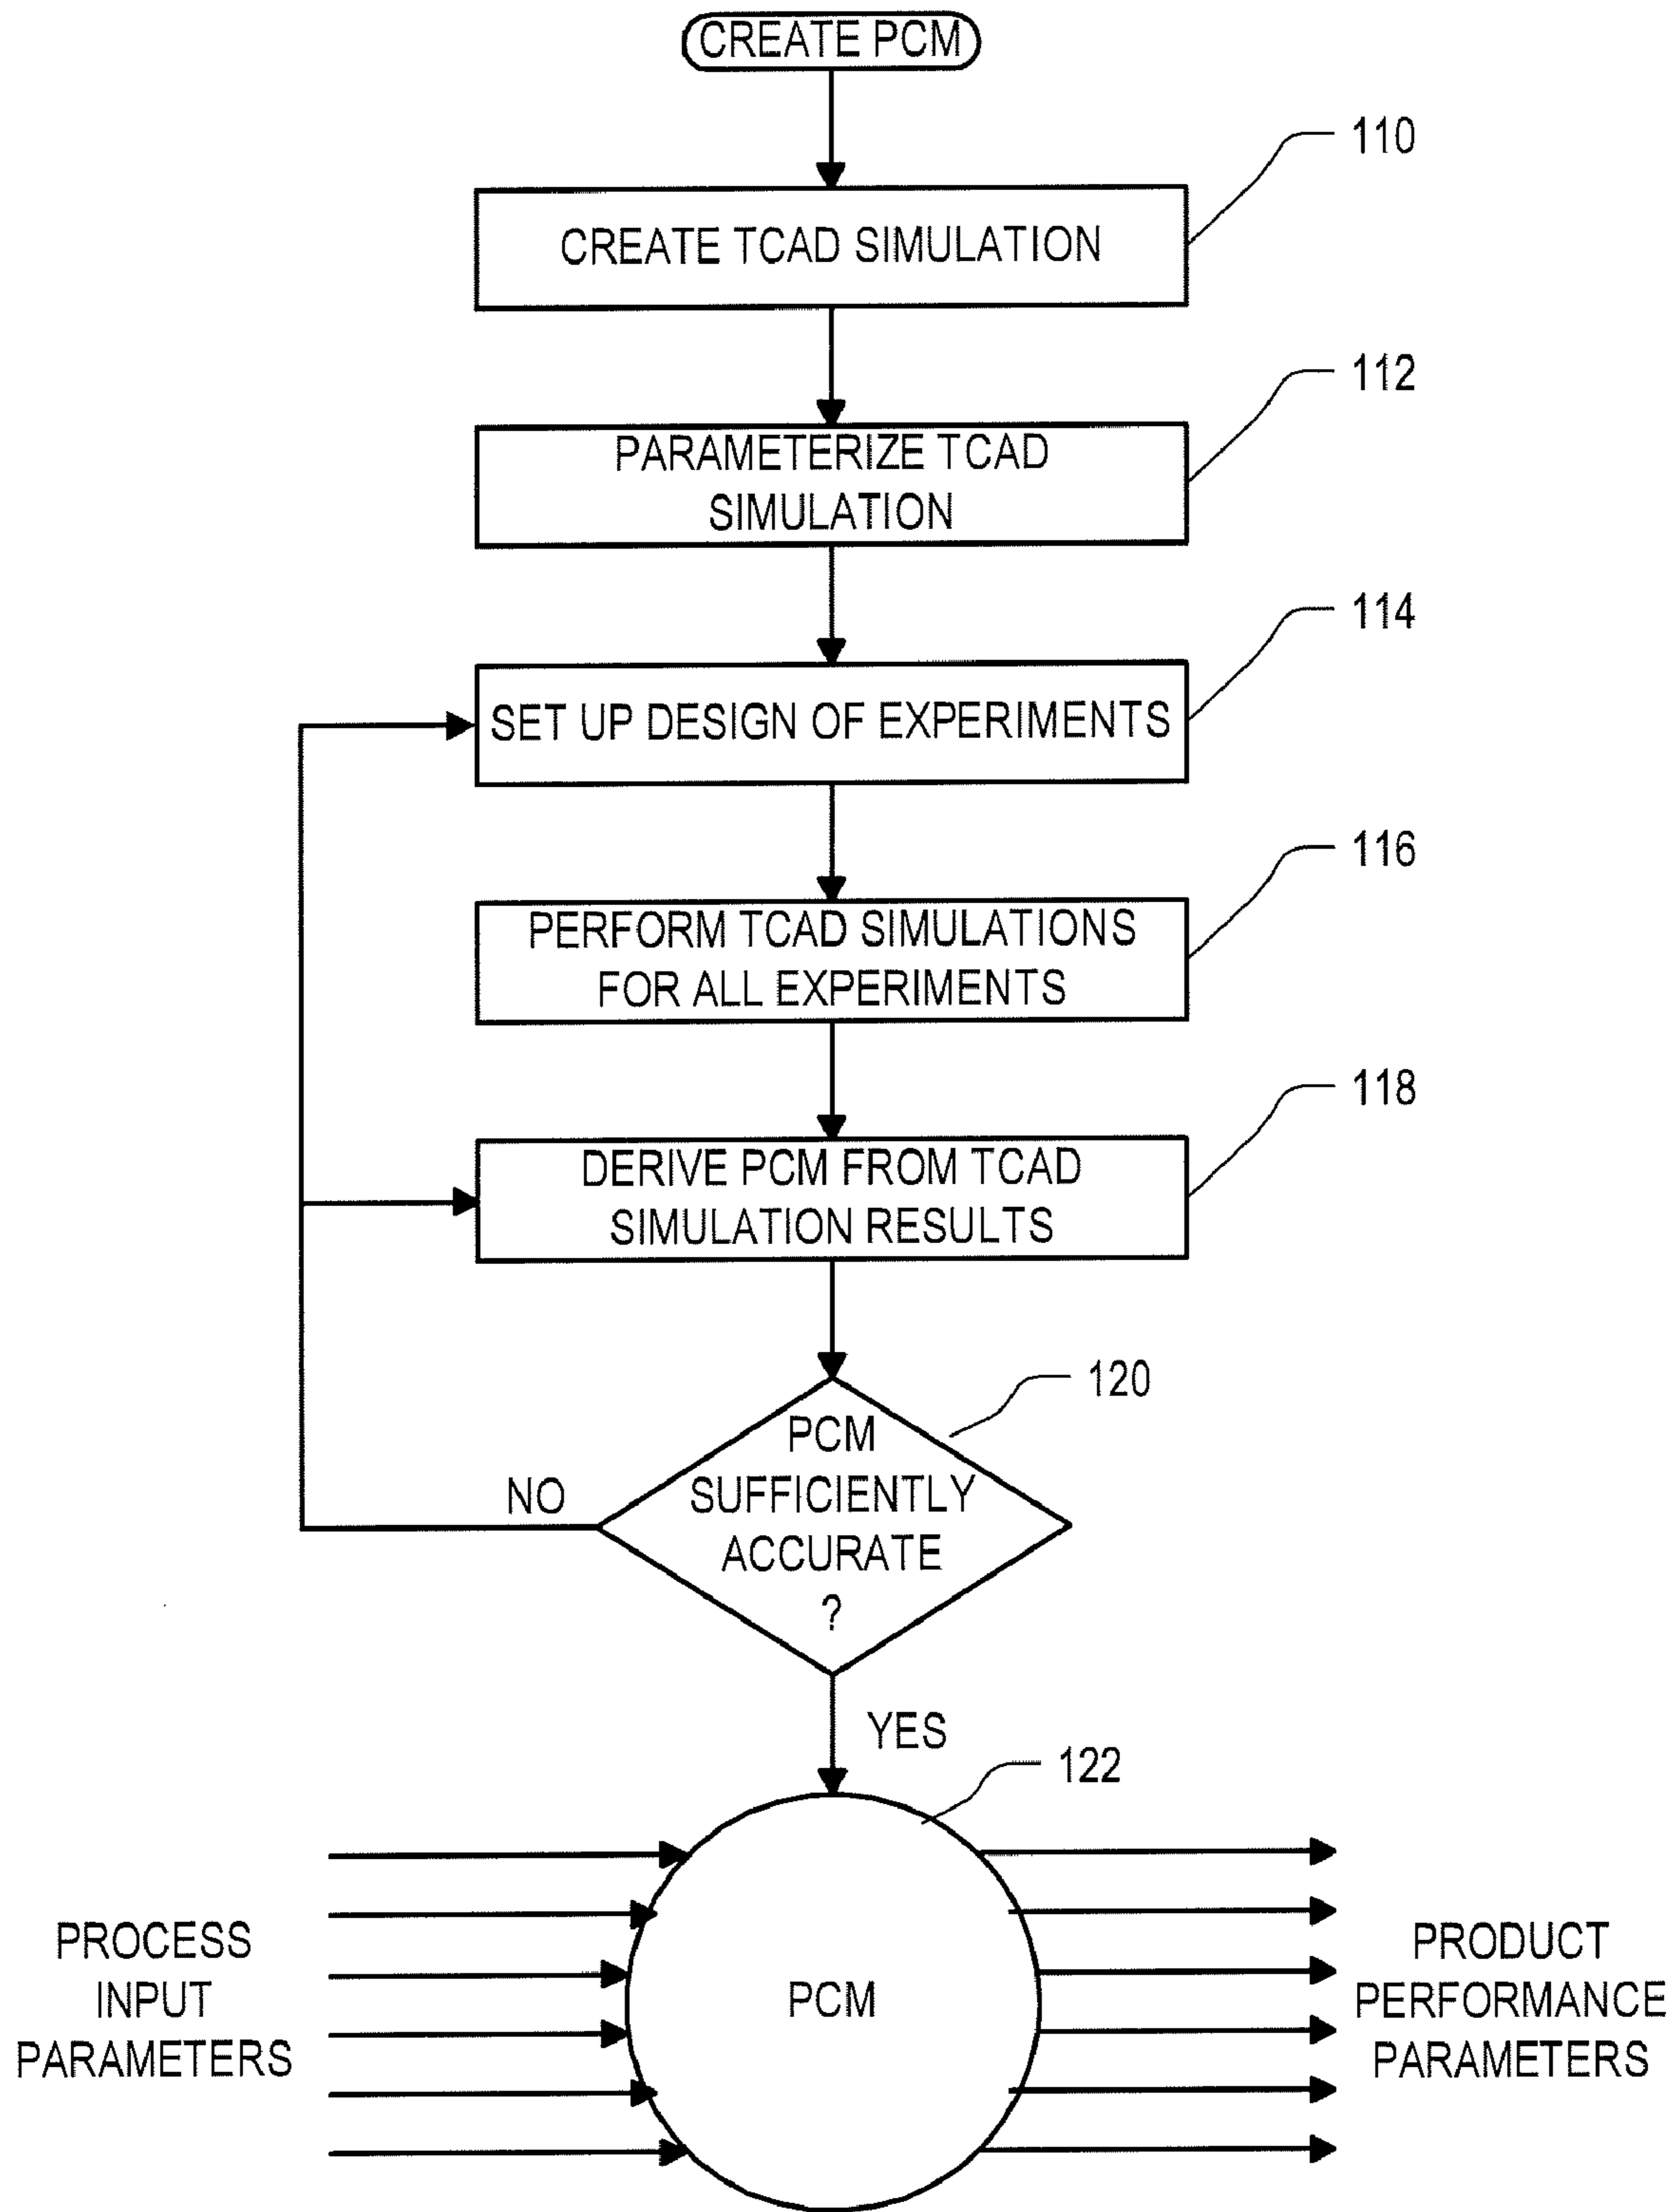 CREATE PCM
110
CREATE TCAD SIMULATION
112
PARAMETERIZE TCAD
SIMULATION
114
SET UP DESIGN OF EXPERIMENTS
116
PERFORM TCAD SIMULATIONS
FOR ALL EXPERIMENTS
118
DERIVE PCM FROM TCAD
SIMULATION RESULTS
120
PCM
SUFFICIENTLY
ACCURATE
?
NO
YES
122
PROCESS
INPUT
PARAMETERS
PCM
PRODUCT
PERFORMANCE
PARAMETERS